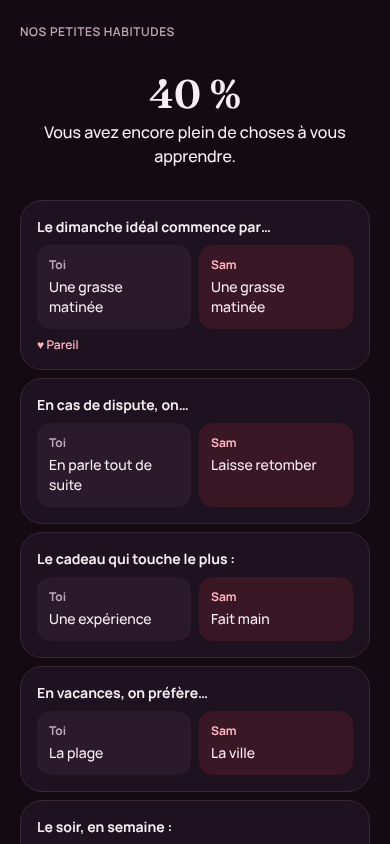 NOS PETITES HABITUDES
40 %
Vous avez encore plein de choses à vous
apprendre.
Le dimanche idéal commence par…
Toi
Une grasse
matinée
Sam
Une grasse
matinée
♥ Pareil
En cas de dispute, on…
Toi
En parle tout de
suite
Sam
Laisse retomber
Le cadeau qui touche le plus :
Toi
Une expérience
Sam
Fait main
En vacances, on préfère…
Toi
La plage
Sam
La ville
Le soir, en semaine :